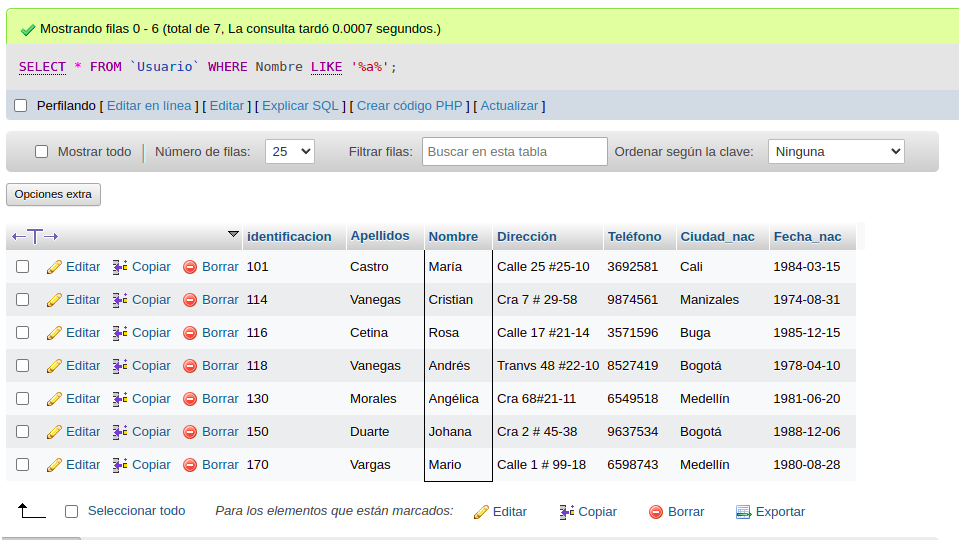 Mostrando filas 0 - 6 (total de 7, La consulta tardó 0.0007 segundos.)
SELECT * FROM `Usuario` WHERE Nombre LIKE '%a%';
Perfilando [ Editar en línea ] [ Editar ] [ Explicar SQL ] [ Crear código PHP ] [ Actualizar ]
Mostrar todo Número de filas: 25 Filtrar filas: Buscar en esta tabla Ordenar según la clave: Ninguna
Opciones extra
←T→ identificacion Apellidos Nombre Dirección Teléfono Ciudad_nac Fecha_nac
Editar Copiar Borrar 101 Castro María Calle 25 #25-10 3692581 Cali 1984-03-15
Editar Copiar Borrar 114 Vanegas Cristian Cra 7 # 29-58 9874561 Manizales 1974-08-31
Editar Copiar Borrar 116 Cetina Rosa Calle 17 #21-14 3571596 Buga 1985-12-15
Editar Copiar Borrar 118 Vanegas Andrés Tranvs 48 #22-10 8527419 Bogotá 1978-04-10
Editar Copiar Borrar 130 Morales Angélica Cra 68#21-11 6549518 Medellín 1981-06-20
Editar Copiar Borrar 150 Duarte Johana Cra 2 # 45-38 9637534 Bogotá 1988-12-06
Editar Copiar Borrar 170 Vargas Mario Calle 1 # 99-18 6598743 Medellín 1980-08-28
Seleccionar todo Para los elementos que están marcados: Editar Copiar Borrar Exportar